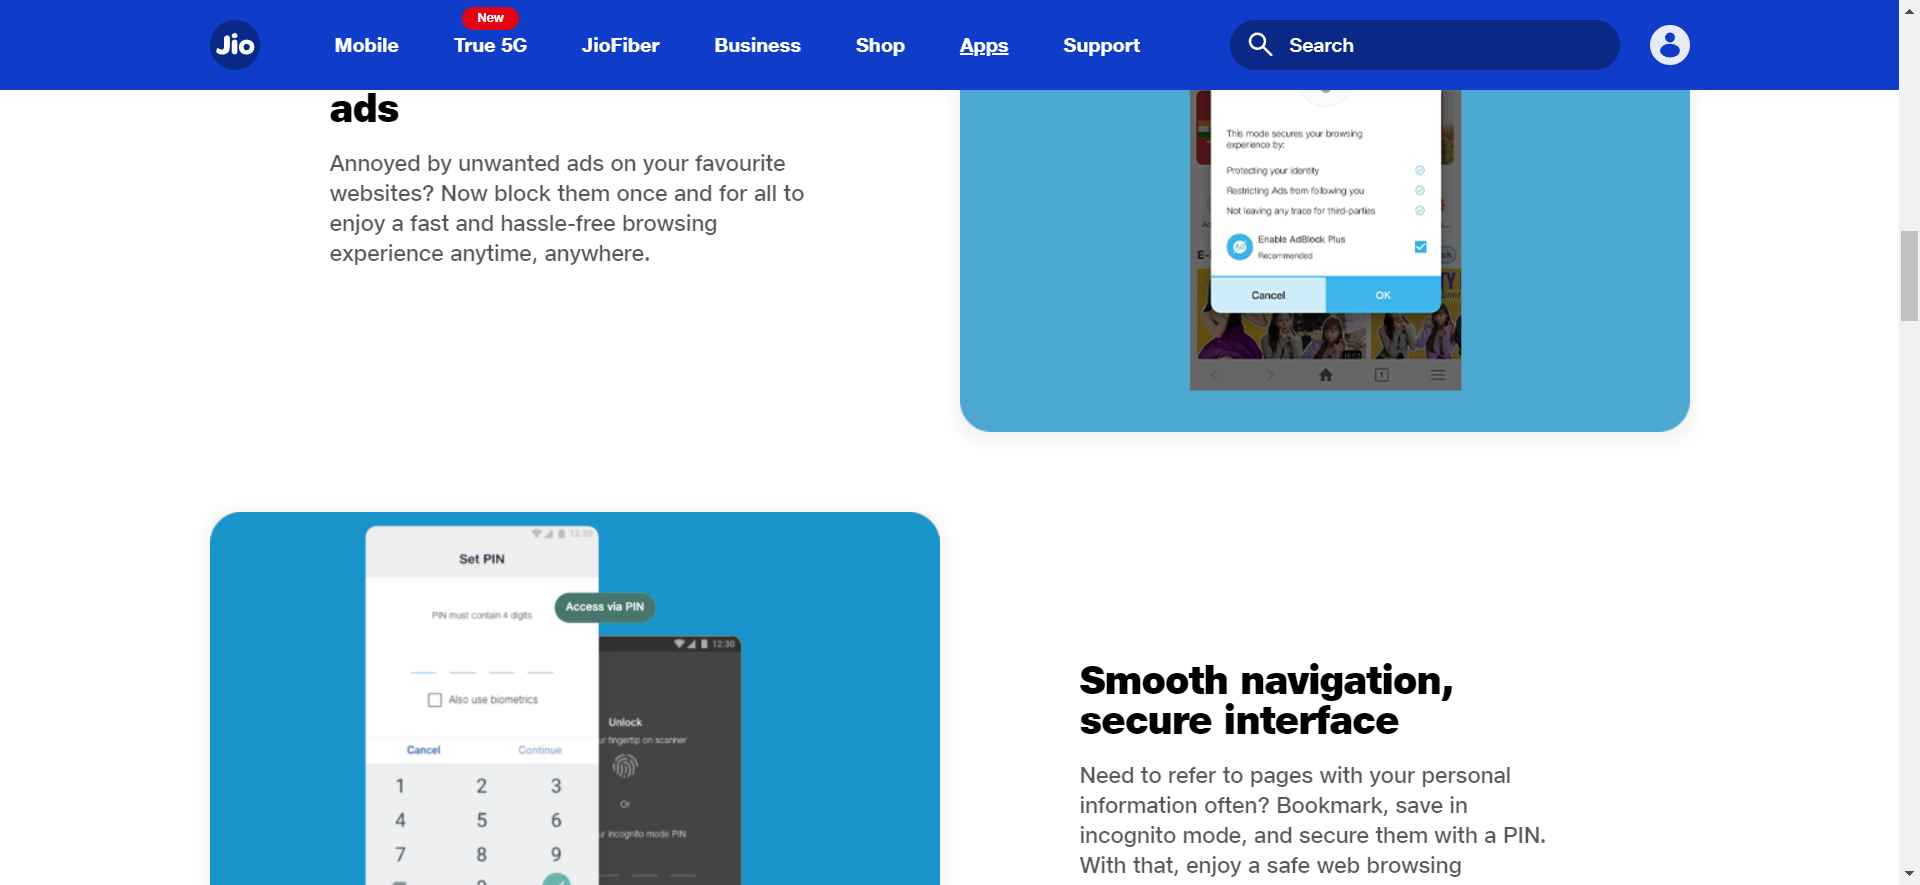 Jio
Mobile
New
True 5G
JioFiber
Business
Shop
Apps
Support
Search
ads
Annoyed by unwanted ads on your favourite
websites? Now block them once and for all to
enjoy a fast and hassle-free browsing
experience anytime, anywhere.
This mode secures your browsing
experience by:
Protecting your identity
Restricting Ads from following you
Not leaving any trace for third-parties
Enable AdBlock Plus
Recommended
Cancel
OK
1
12:30
Set PIN
PIN must contain 4 digits
Access via PIN
Also use biometrics
Cancel
Continue
1 2 3
4 5 6
7 8 9
12:30
Unlock
ur fingertip on scanner
Or
ur incognito mode PIN
Smooth navigation,
secure interface
Need to refer to pages with your personal
information often? Bookmark, save in
incognito mode, and secure them with a PIN.
With that, enjoy a safe web browsing